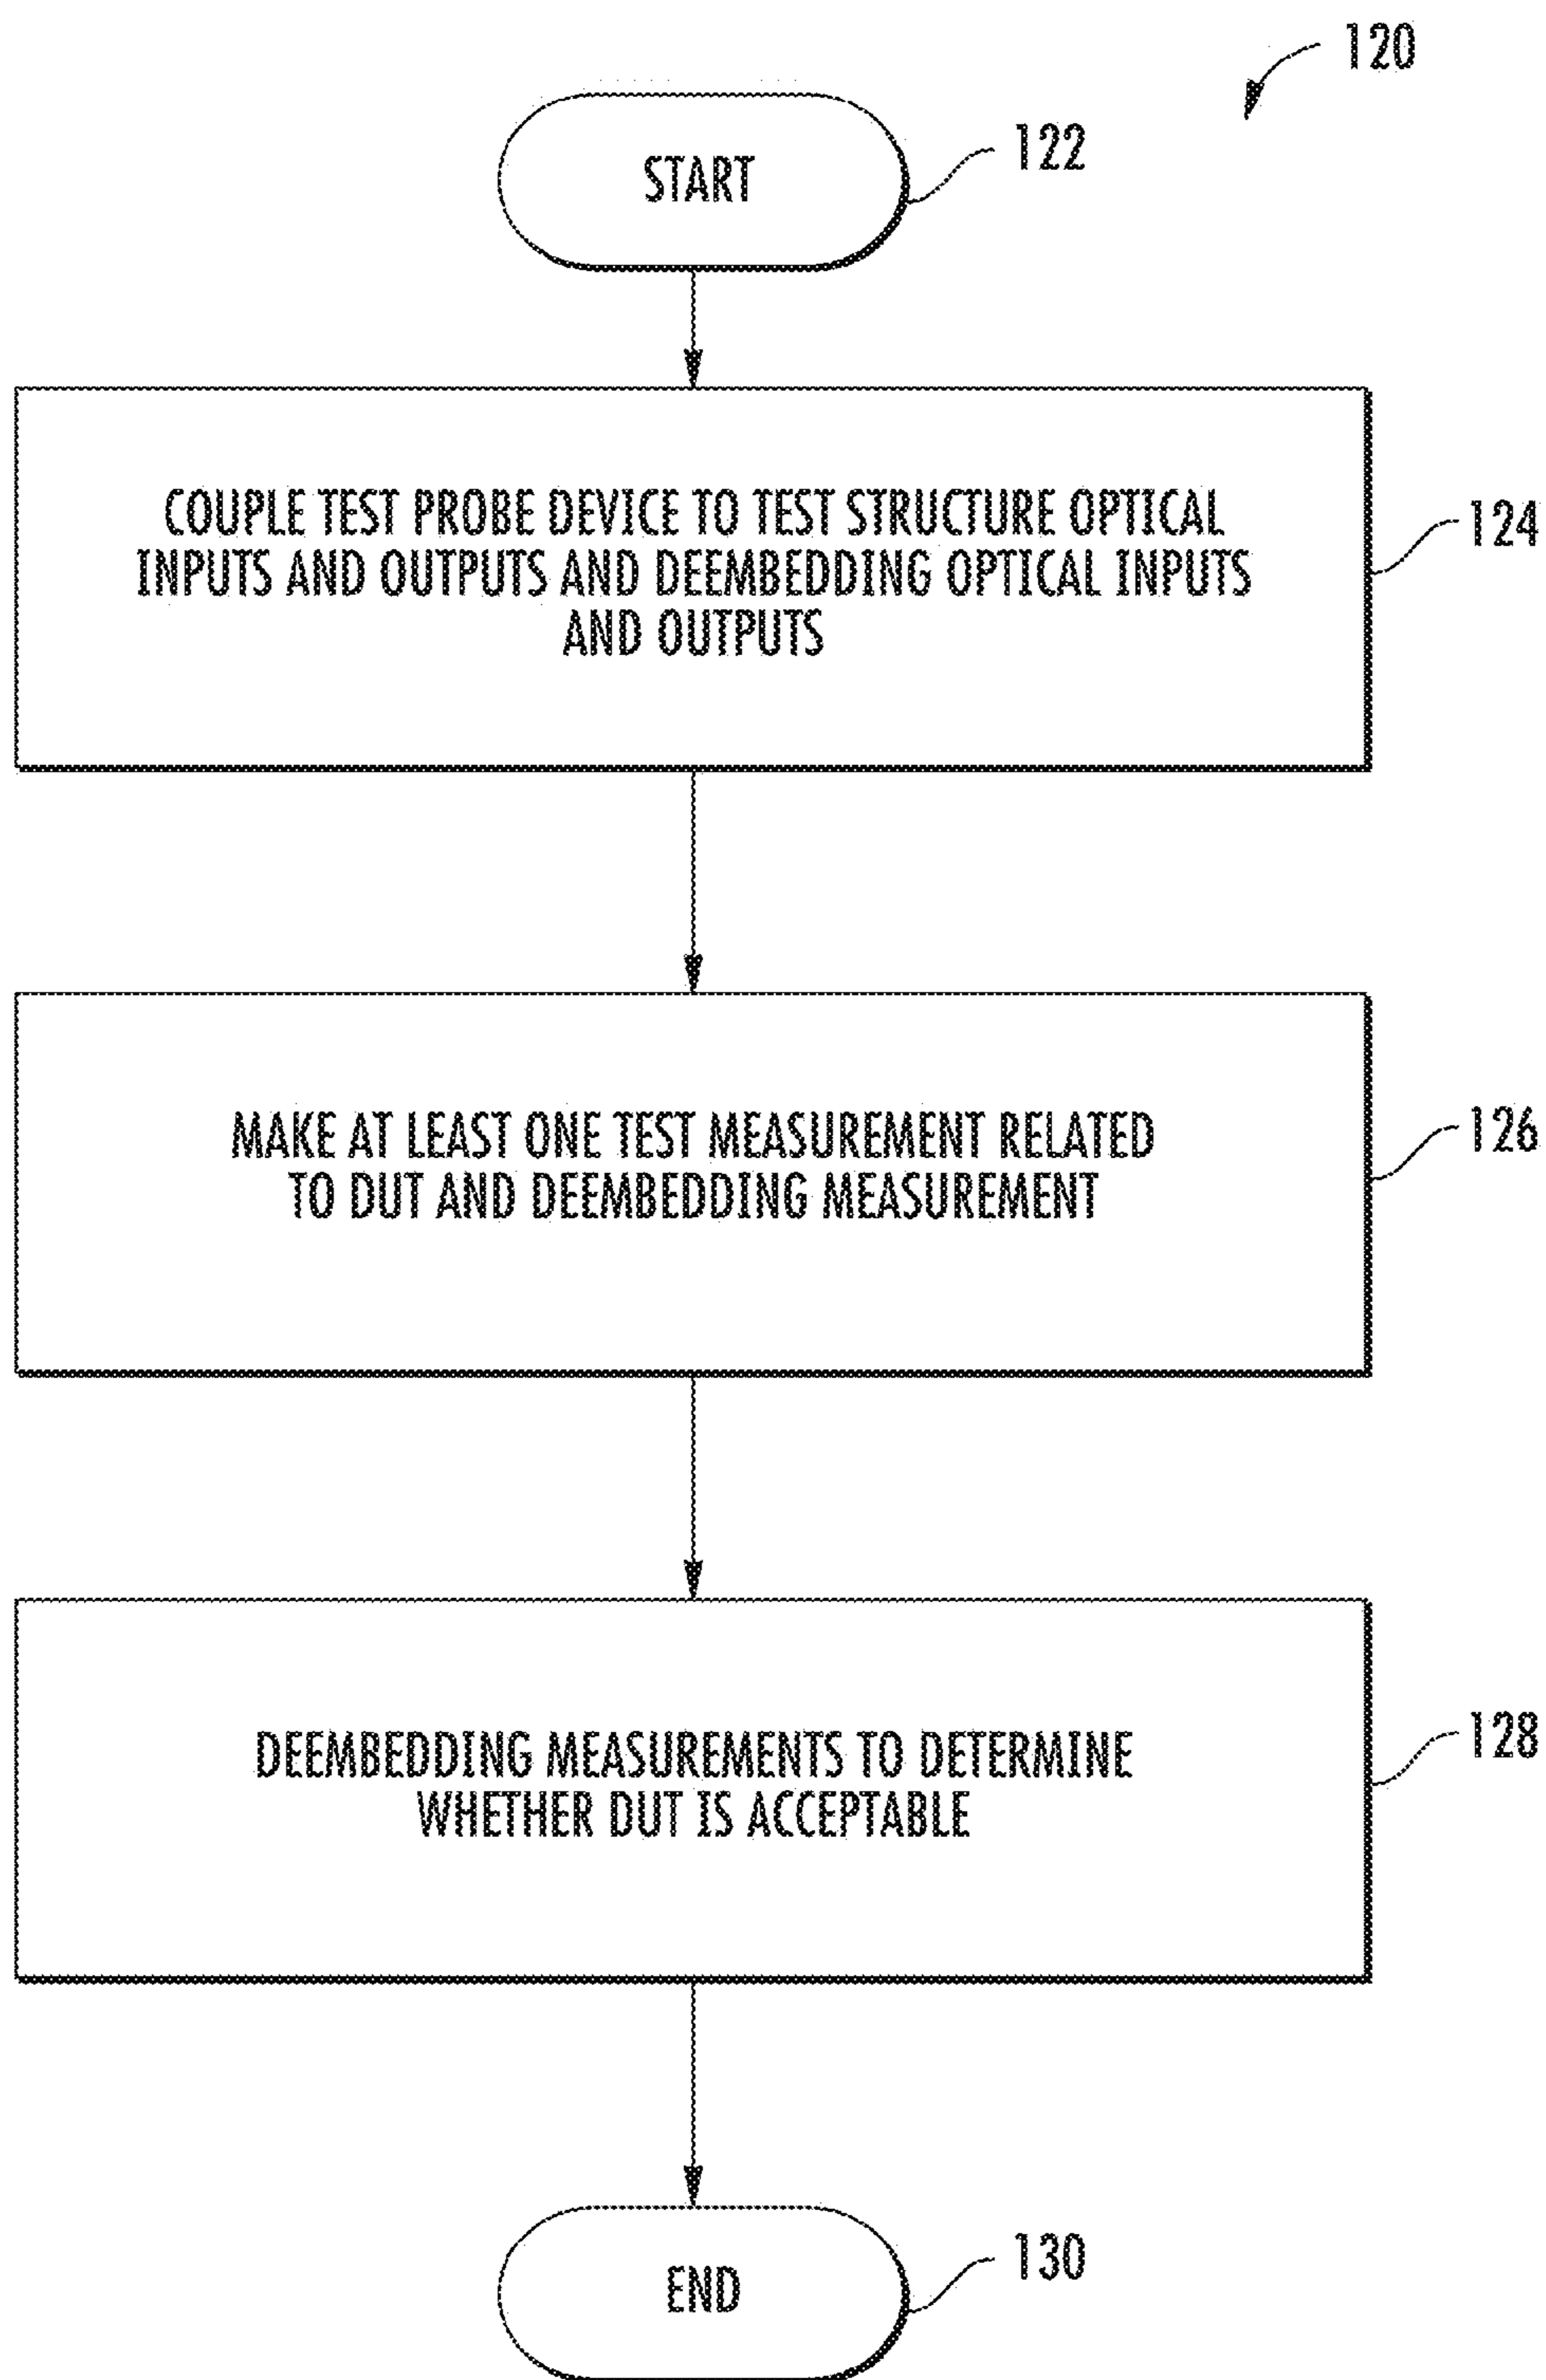 120
START
122
COUPLE TEST PROBE DEVICE TO TEST STRUCTURE OPTICAL
INPUTS AND OUTPUTS AND DEEMBEDDING OPTICAL INPUTS
AND OUTPUTS
124
MAKE AT LEAST ONE TEST MEASUREMENT RELATED
TO DUT AND DEEMBEDDING MEASUREMENT
126
DEEMBEDDING MEASUREMENTS TO DETERMINE
WHETHER DUT IS ACCEPTABLE
128
END
130